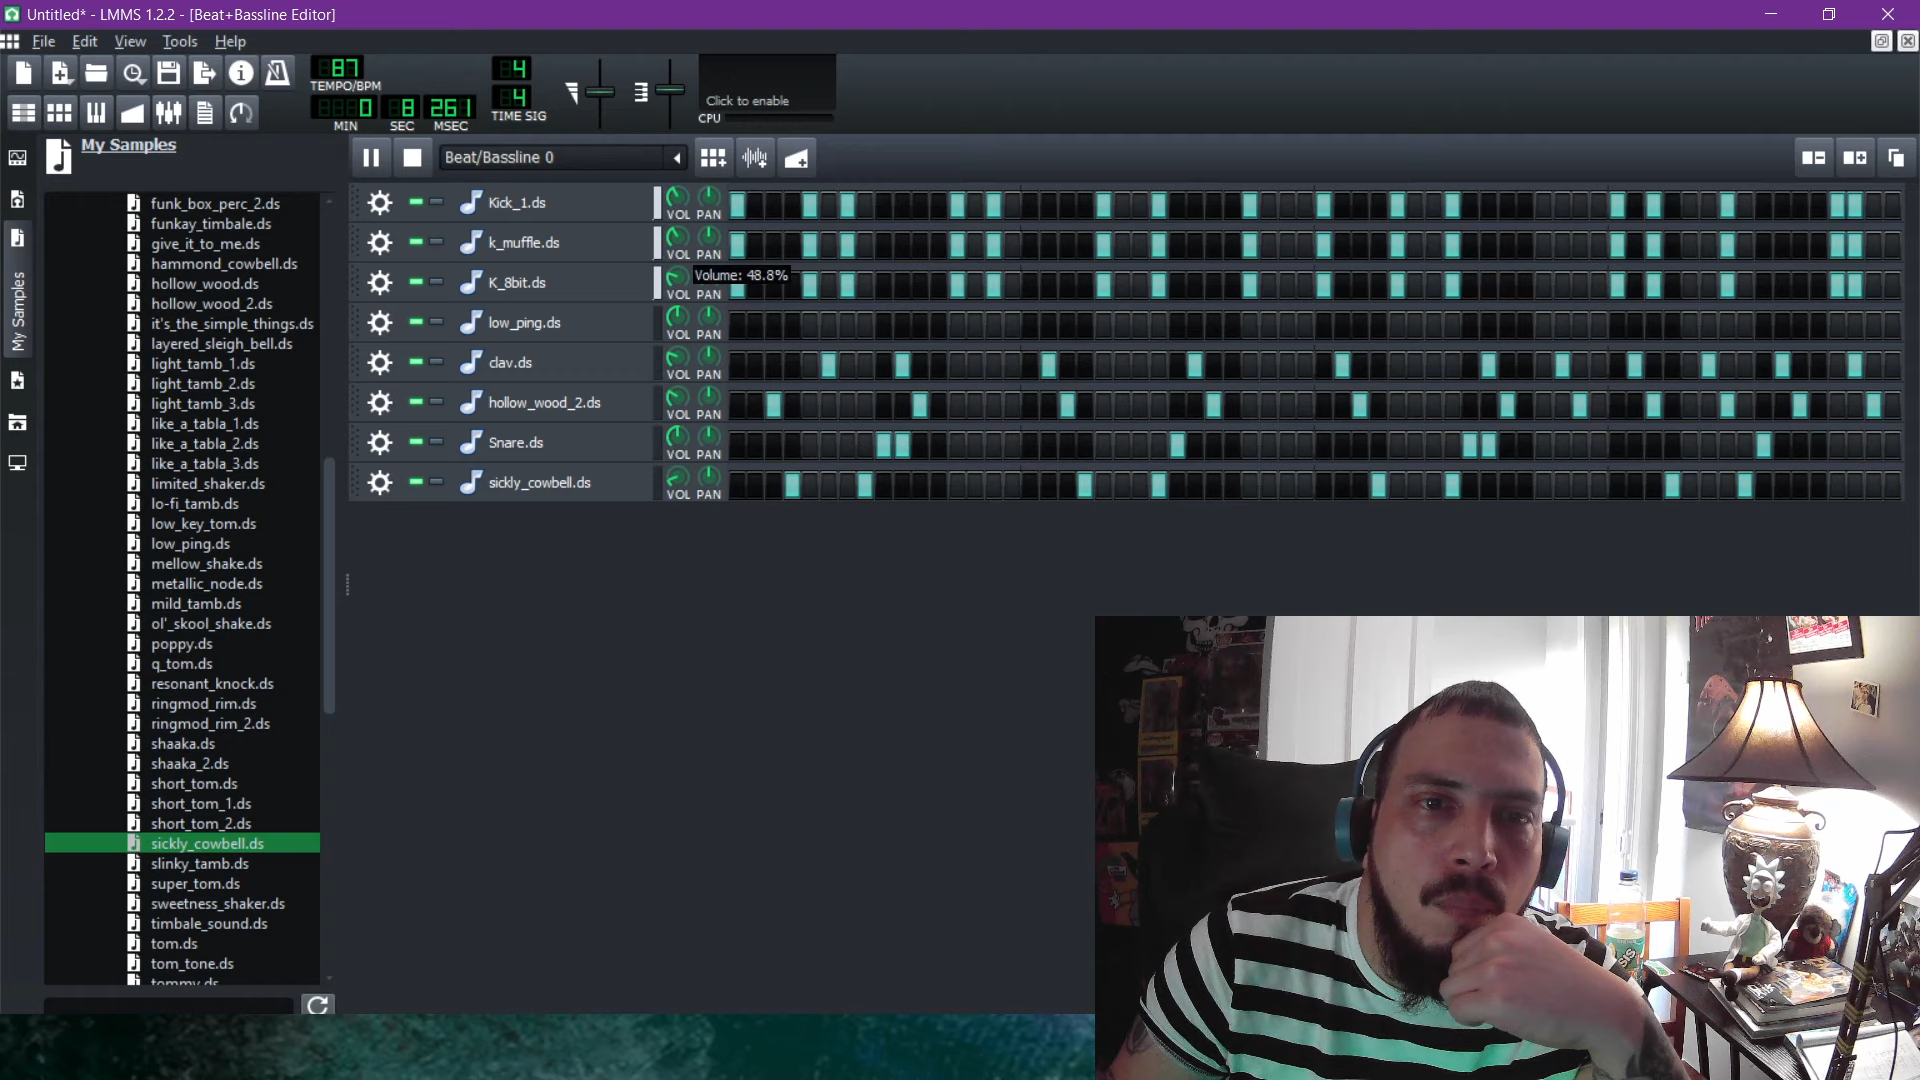 Untitled* - LMMS 1.2.2 - [Beat+Bassline Editor]
File Edit View Tools Help
87
TEMPO/BPM
0 8 261
MIN SEC MSEC
4
4
TIME SIG
Click to enable
CPU
My Samples
Beat/Bassline 0
My Samples
funk_box_perc_2.ds
funkay_timbale.ds
give_it_to_me.ds
hammond_cowbell.ds
hollow_wood.ds
hollow_wood_2.ds
it's_the_simple_things.ds
layered_sleigh_bell.ds
light_tamb_1.ds
light_tamb_2.ds
light_tamb_3.ds
like_a_tabla_1.ds
like_a_tabla_2.ds
like_a_tabla_3.ds
limited_shaker.ds
lo-fi_tamb.ds
low_key_tom.ds
low_ping.ds
mellow_shake.ds
metallic_node.ds
mild_tamb.ds
ol'_skool_shake.ds
poppy.ds
q_tom.ds
resonant_knock.ds
ringmod_rim.ds
ringmod_rim_2.ds
shaaka.ds
shaaka_2.ds
short_tom.ds
short_tom_1.ds
short_tom_2.ds
sickly_cowbell.ds
slinky_tamb.ds
super_tom.ds
sweetness_shaker.ds
timbale_sound.ds
tom.ds
tom_tone.ds
tommy.ds
Kick_1.ds VOL PAN
k_muffle.ds VOL PAN
Volume: 48.8%
K_8bit.ds VOL PAN
low_ping.ds VOL PAN
clav.ds VOL PAN
hollow_wood_2.ds VOL PAN
Snare.ds VOL PAN
sickly_cowbell.ds VOL PAN
SiS